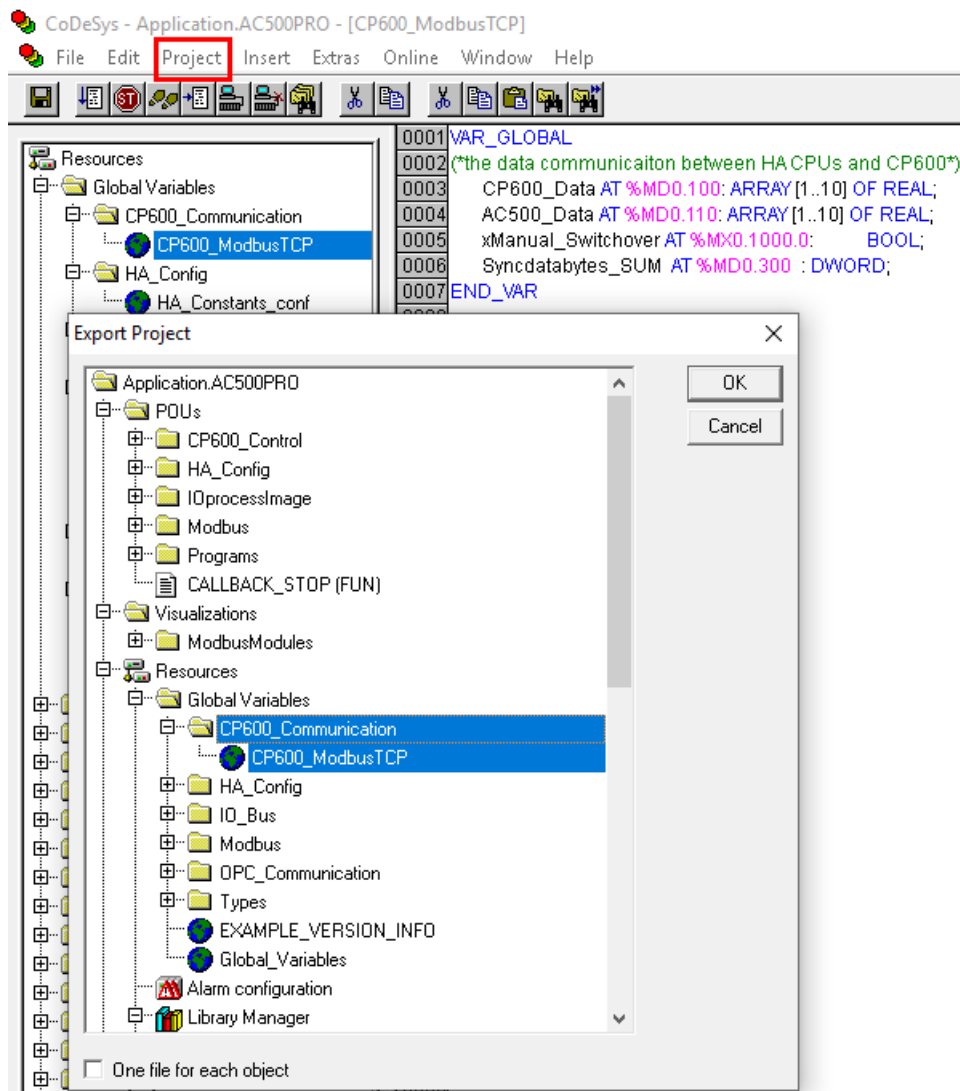 CoDeSys - Application.AC500PRO - [CP600_ModbusTCP]
File Edit Project Insert Extras Online Window Help
ST
Resources
Global Variables
CP600_Communication
CP600_ModbusTCP
HA_Config
HA_Constants_conf
0001 VAR_GLOBAL
0002 (*the data communicaiton between HA CPUs and CP600*)
0003 CP600_Data AT %MD0.100: ARRAY [1..10] OF REAL;
0004 AC500_Data AT %MD0.110: ARRAY [1..10] OF REAL;
0005 xManual_Switchover AT %MX0.1000.0: BOOL;
0006 Syncdatabytes_SUM AT %MD0.300 : DWORD;
0007 END_VAR
Export Project
Application.AC500PRO
POUs
CP600_Control
HA_Config
IOprocessImage
Modbus
Programs
CALLBACK_STOP (FUN)
Visualizations
ModbusModules
Resources
Global Variables
CP600_Communication
CP600_ModbusTCP
HA_Config
IO_Bus
Modbus
OPC_Communication
Types
EXAMPLE_VERSION_INFO
Global_Variables
Alarm configuration
Library Manager
OK
Cancel
One file for each object